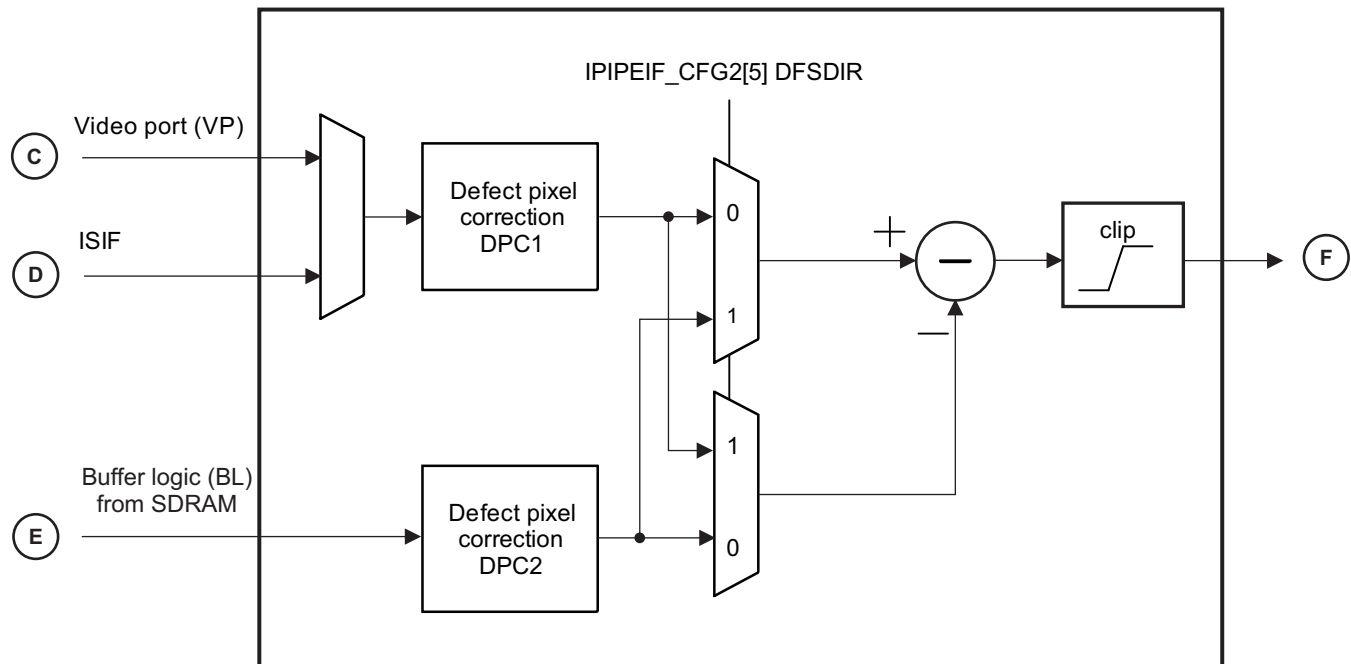 IPIPEIF_CFG2[5] DFSDIR
Video port (VP)
C
Defect pixel
correction
DPC1
0
+
clip
ISIF
D
–
F
1
–
Buffer logic (BL)
from SDRAM
E
Defect pixel
correction
DPC2
1
0